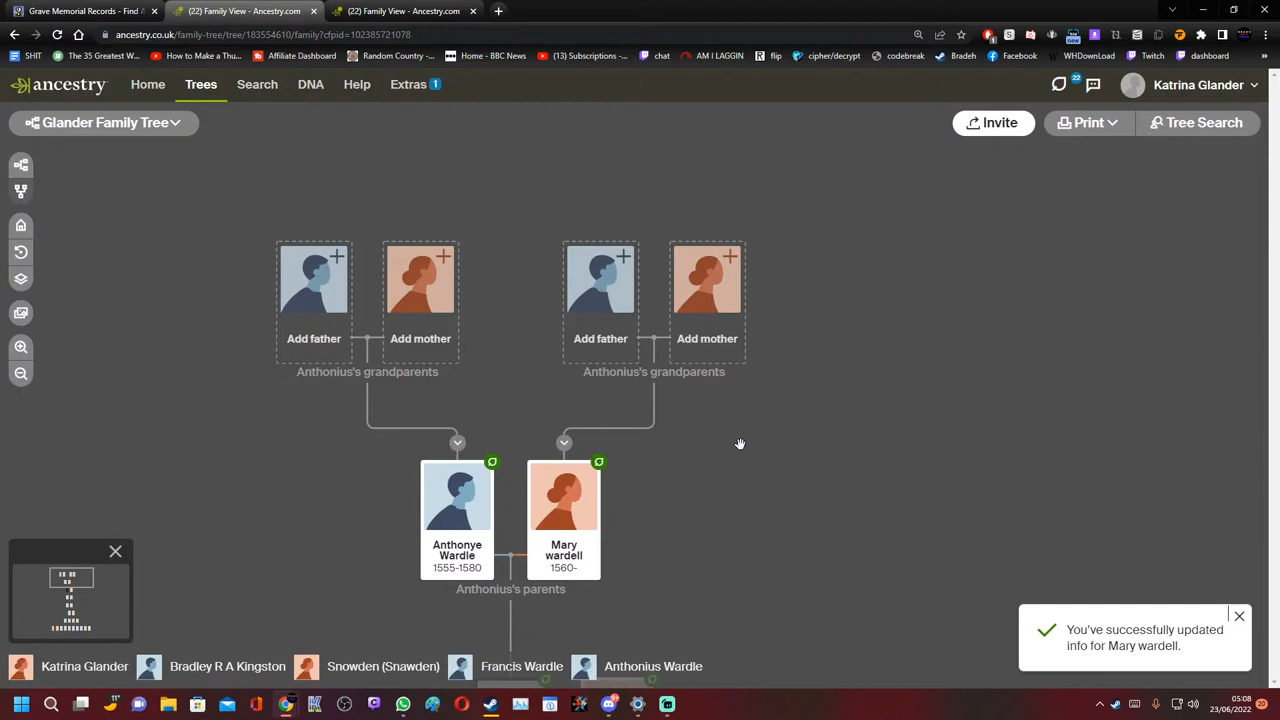 Grave Memorial Records - Find A
(22) Family View - Ancestry.com
(22) Family View - Ancestry.com
ancestry.co.uk/family-tree/tree/183554610/family?cfpid=102385721078
SHIT
The 35 Greatest W...
How to Make a Thu...
Affiliate Dashboard
Kingdom Country -...
Home - BBC News
(13) Subscriptions -...
chat
AM I LAGGIN
flip
cipher/decrypt
codebreak
Bradeh
Facebook
WHDownLoad
Twitch
dashboard
ancestry
Home
Trees
Search
DNA
Help
Extras 1
22
Katrina Glander
Glander Family Tree
Invite
Print
Tree Search
Add father
Add mother
Add father
Add mother
Anthonius's grandparents
Anthonius's grandparents
Anthonye
Wardle
1555-1580
Mary
wardell
1560-
Anthonius's parents
You've successfully updated
info for Mary wardell.
Katrina Glander
Bradley R A Kingston
Snowden (Snawden)
Francis Wardle
Anthonius Wardle
05:08
23/06/2022